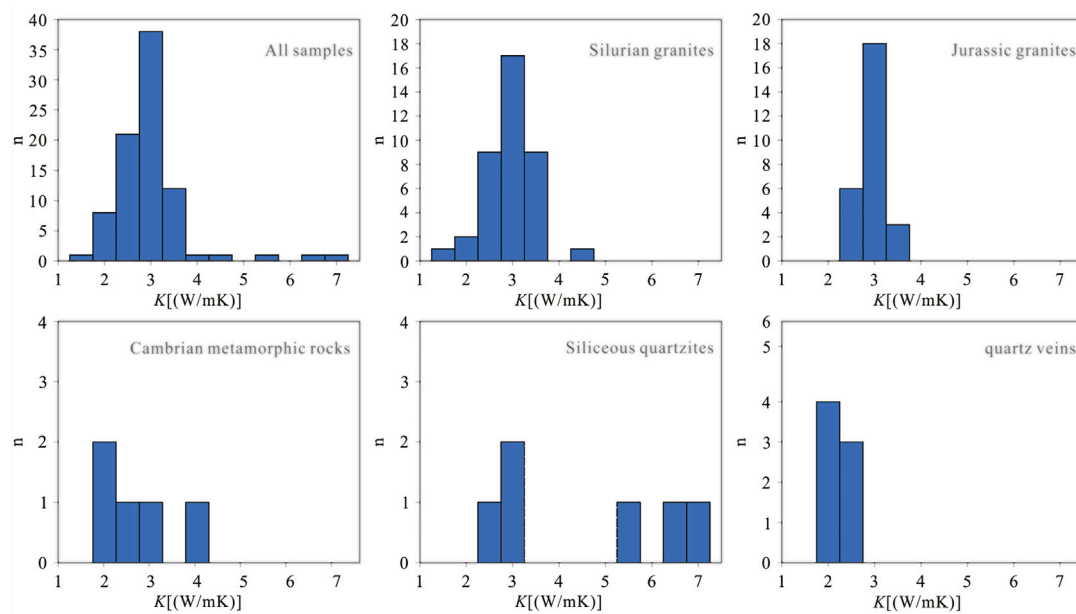 40
35
30
25
20
15
10
5
0
n
All samples
1 2 3 4 5 6 7
K[(W/mK)]
20
18
16
14
12
10
8
6
4
2
0
n
Silurian granites
1 2 3 4 5 6 7
K[(W/mK)]
20
18
16
14
12
10
8
6
4
2
0
n
Jurassic granites
1 2 3 4 5 6 7
K[(W/mK)]
4
3
2
1
0
n
Cambrian metamorphic rocks
1 2 3 4 5 6 7
K[(W/mK)]
4
3
2
1
0
n
Siliceous quartzites
1 2 3 4 5 6 7
K[(W/mK)]
6
5
4
3
2
1
0
n
quartz veins
1 2 3 4 5 6 7
K[(W/mK)]